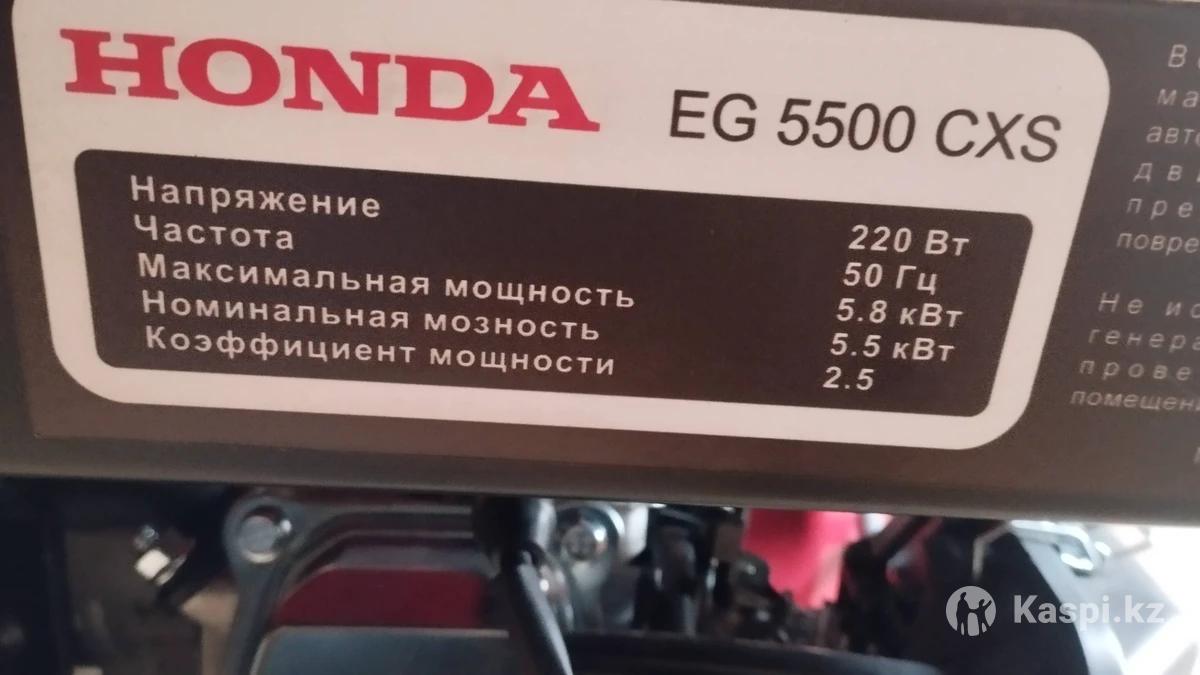 HONDA EG 5500 CXS
Напряжение 220 Вт
Частота 50 Гц
Максимальная мощность 5.8 кВт
Номинальная мозность 5.5 кВт
Коэффициент мощности 2.5
Не
Kaspi.kz